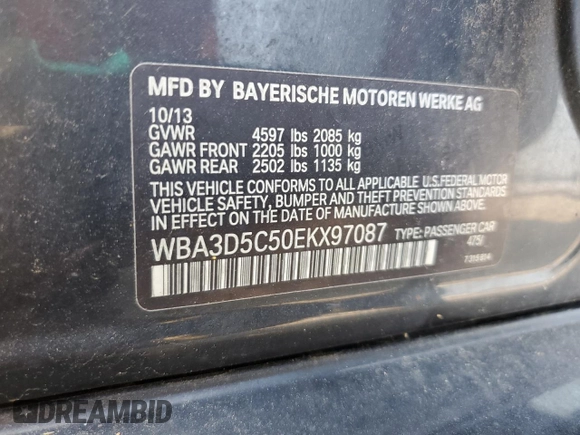 MFD BY BAYERISCHE MOTOREN WERKE AG
10/13
GVWR 4597 lbs 2085 kg
GAWR FRONT 2205 lbs 1000 kg
GAWR REAR 2502 lbs 1135 kg
THIS VEHICLE CONFORMS TO ALL APPLICABLE U.S.FEDERAL MOTOR
VEHICLE SAFETY, BUMPER AND THEFT PREVENTION STANDARDS
IN EFFECT ON THE DATE OF MANUFACTURE SHOWN ABOVE.
WBA3D5C50EKX97087 TYPE: PASSENGER CAR
475/
DREAMBID